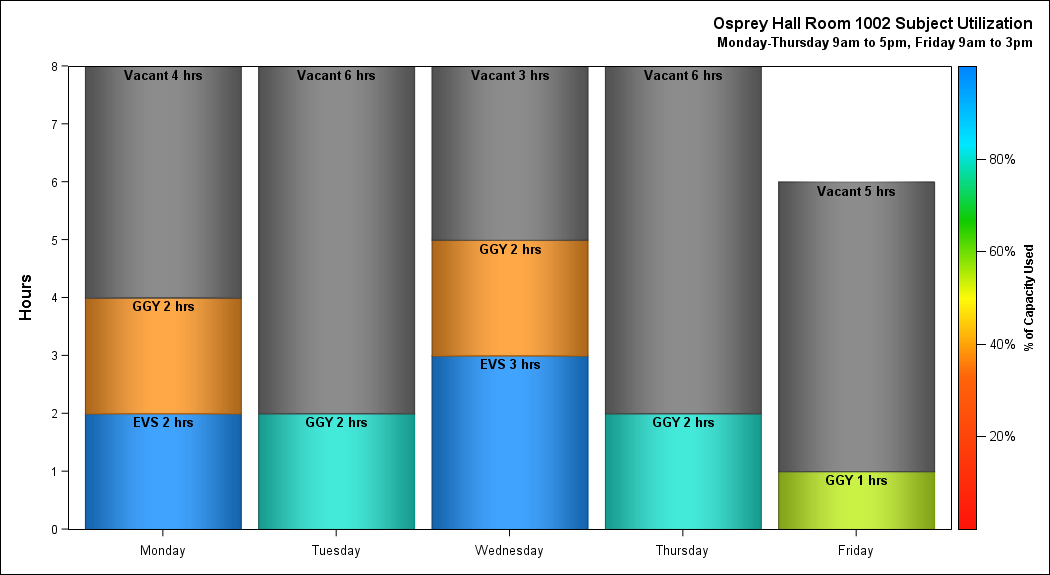 Osprey Hall Room 1002 Subject Utilization
Monday-Thursday 9am to 5pm, Friday 9am to 3pm
8
7
6
5
4
3
2
1
0
Hours
Vacant 4 hrs
GGY 2 hrs
EVS 2 hrs
Vacant 6 hrs
GGY 2 hrs
Vacant 3 hrs
GGY 2 hrs
EVS 3 hrs
Vacant 6 hrs
GGY 2 hrs
Vacant 5 hrs
GGY 1 hrs
Monday
Tuesday
Wednesday
Thursday
Friday
80%
60%
40%
20%
% of Capacity Used